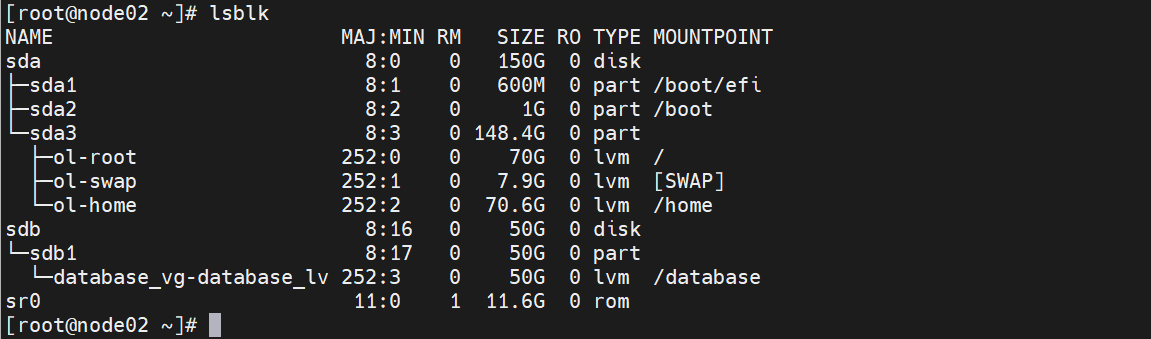 [root@node02 ~]# lsblk
NAME                        MAJ:MIN RM   SIZE RO TYPE MOUNTPOINT
sda                           8:0    0   150G  0 disk
├─sda1                        8:1    0   600M  0 part /boot/efi
├─sda2                        8:2    0     1G  0 part /boot
└─sda3                        8:3    0 148.4G  0 part
  ├─ol-root                 252:0    0    70G  0 lvm  /
  ├─ol-swap                 252:1    0   7.9G  0 lvm  [SWAP]
  └─ol-home                 252:2    0  70.6G  0 lvm  /home
sdb                           8:16   0    50G  0 disk
└─sdb1                        8:17   0    50G  0 part
  └─database_vg-database_lv 252:3    0    50G  0 lvm  /database
sr0                          11:0    1  11.6G  0 rom
[root@node02 ~]#